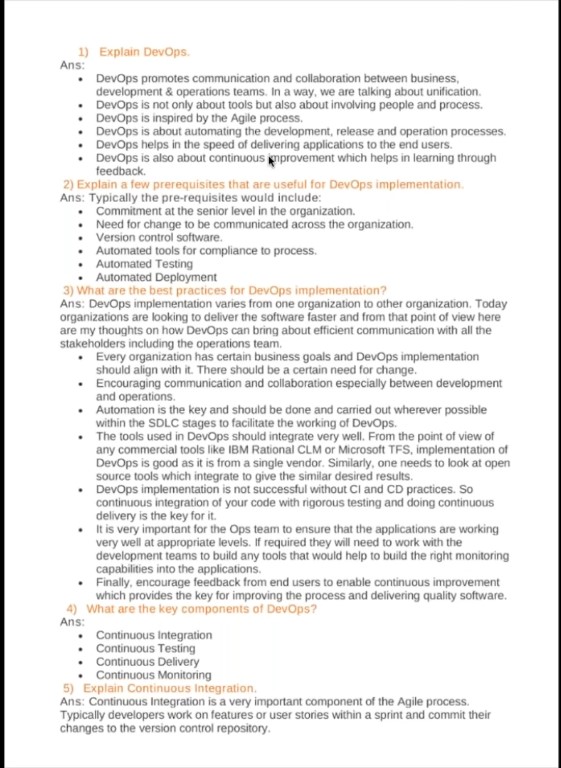 1) Explain DevOps.
Ans:
• DevOps promotes communication and collaboration between business,
development & operations teams. In a way, we are talking about unification.
• DevOps is not only about tools but also about involving people and process.
• DevOps is inspired by the Agile process.
• DevOps is about automating the development, release and operation processes.
• DevOps helps in the speed of delivering applications to the end users.
• DevOps is also about continuous improvement which helps in learning through
feedback.
2) Explain a few prerequisites that are useful for DevOps implementation.
Ans: Typically the pre-requisites would include:
• Commitment at the senior level in the organization.
• Need for change to be communicated across the organization.
• Version control software.
• Automated tools for compliance to process.
• Automated Testing
• Automated Deployment
3) What are the best practices for DevOps implementation?
Ans: DevOps implementation varies from one organization to other organization. Today
organizations are looking to deliver the software faster and from that point of view here
are my thoughts on how DevOps can bring about efficient communication with all the
stakeholders including the operations team.
• Every organization has certain business goals and DevOps implementation
should align with it. There should be a certain need for change.
• Encouraging communication and collaboration especially between development
and operations.
• Automation is the key and should be done and carried out wherever possible
within the SDLC stages to facilitate the working of DevOps.
• The tools used in DevOps should integrate very well. From the point of view of
any commercial tools like IBM Rational CLM or Microsoft TFS, implementation of
DevOps is good as it is from a single vendor. Similarly, one needs to look at open
source tools which integrate to give the similar desired results.
• DevOps implementation is not successful without CI and CD practices. So
continuous integration of your code with rigorous testing and doing continuous
delivery is the key for it.
• It is very important for the Ops team to ensure that the applications are working
very well at appropriate levels. If required they will need to work with the
development teams to build any tools that would help to build the right monitoring
capabilities into the applications.
• Finally, encourage feedback from end users to enable continuous improvement
which provides the key for improving the process and delivering quality software.
4) What are the key components of DevOps?
Ans:
• Continuous Integration
• Continuous Testing
• Continuous Delivery
• Continuous Monitoring
5) Explain Continuous Integration.
Ans: Continuous Integration is a very important component of the Agile process.
Typically developers work on features or user stories within a sprint and commit their
changes to the version control repository.